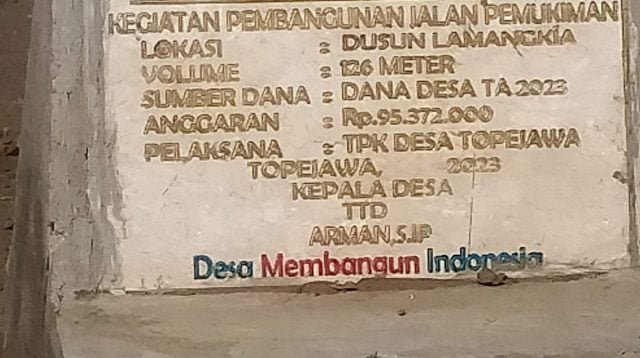 KEGIATAN PEMBANGUNAN JALAN PEMUKIMAN
LOKASI : DUSUN LAMANGKIA
VOLUME : 126 METER
SUMBER DANA : DANA DESA TA 2023
ANGGARAN : Rp.95.372.000
PELAKSANA : TPK DESA TOPEJAWA
TOPEJAWA, 2023
KEPALA DESA
TTD
ARMAN,S.IP
Desa Membangun Indonesia